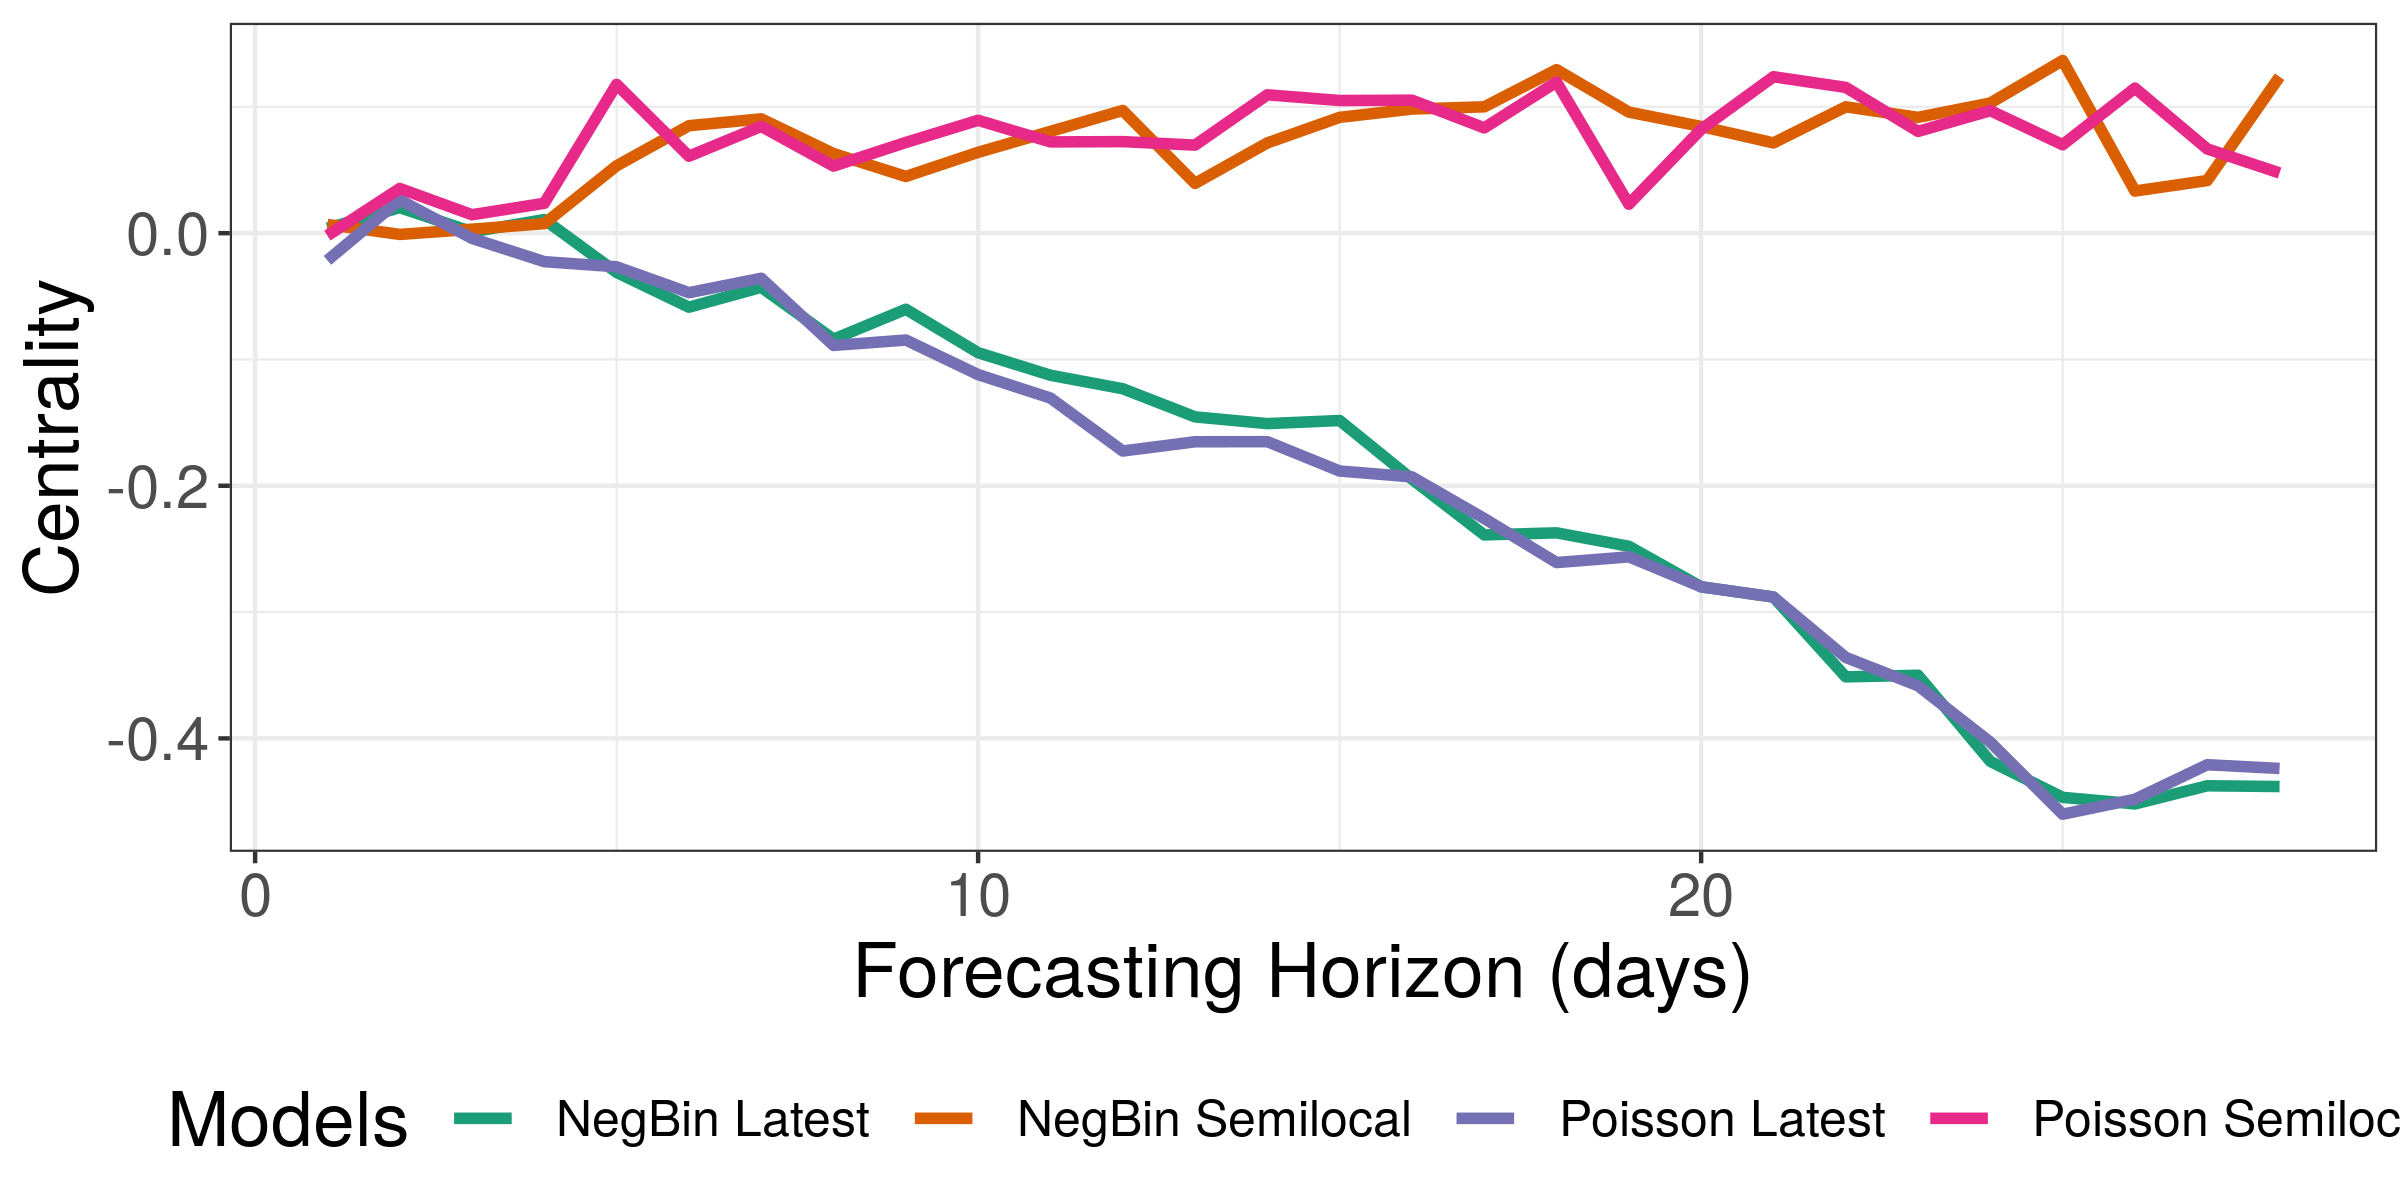 Centrality
0.0
-0.2
-0.4
0 10 20
Forecasting Horizon (days)
Models NegBin Latest NegBin Semilocal Poisson Latest Poisson Semiloc